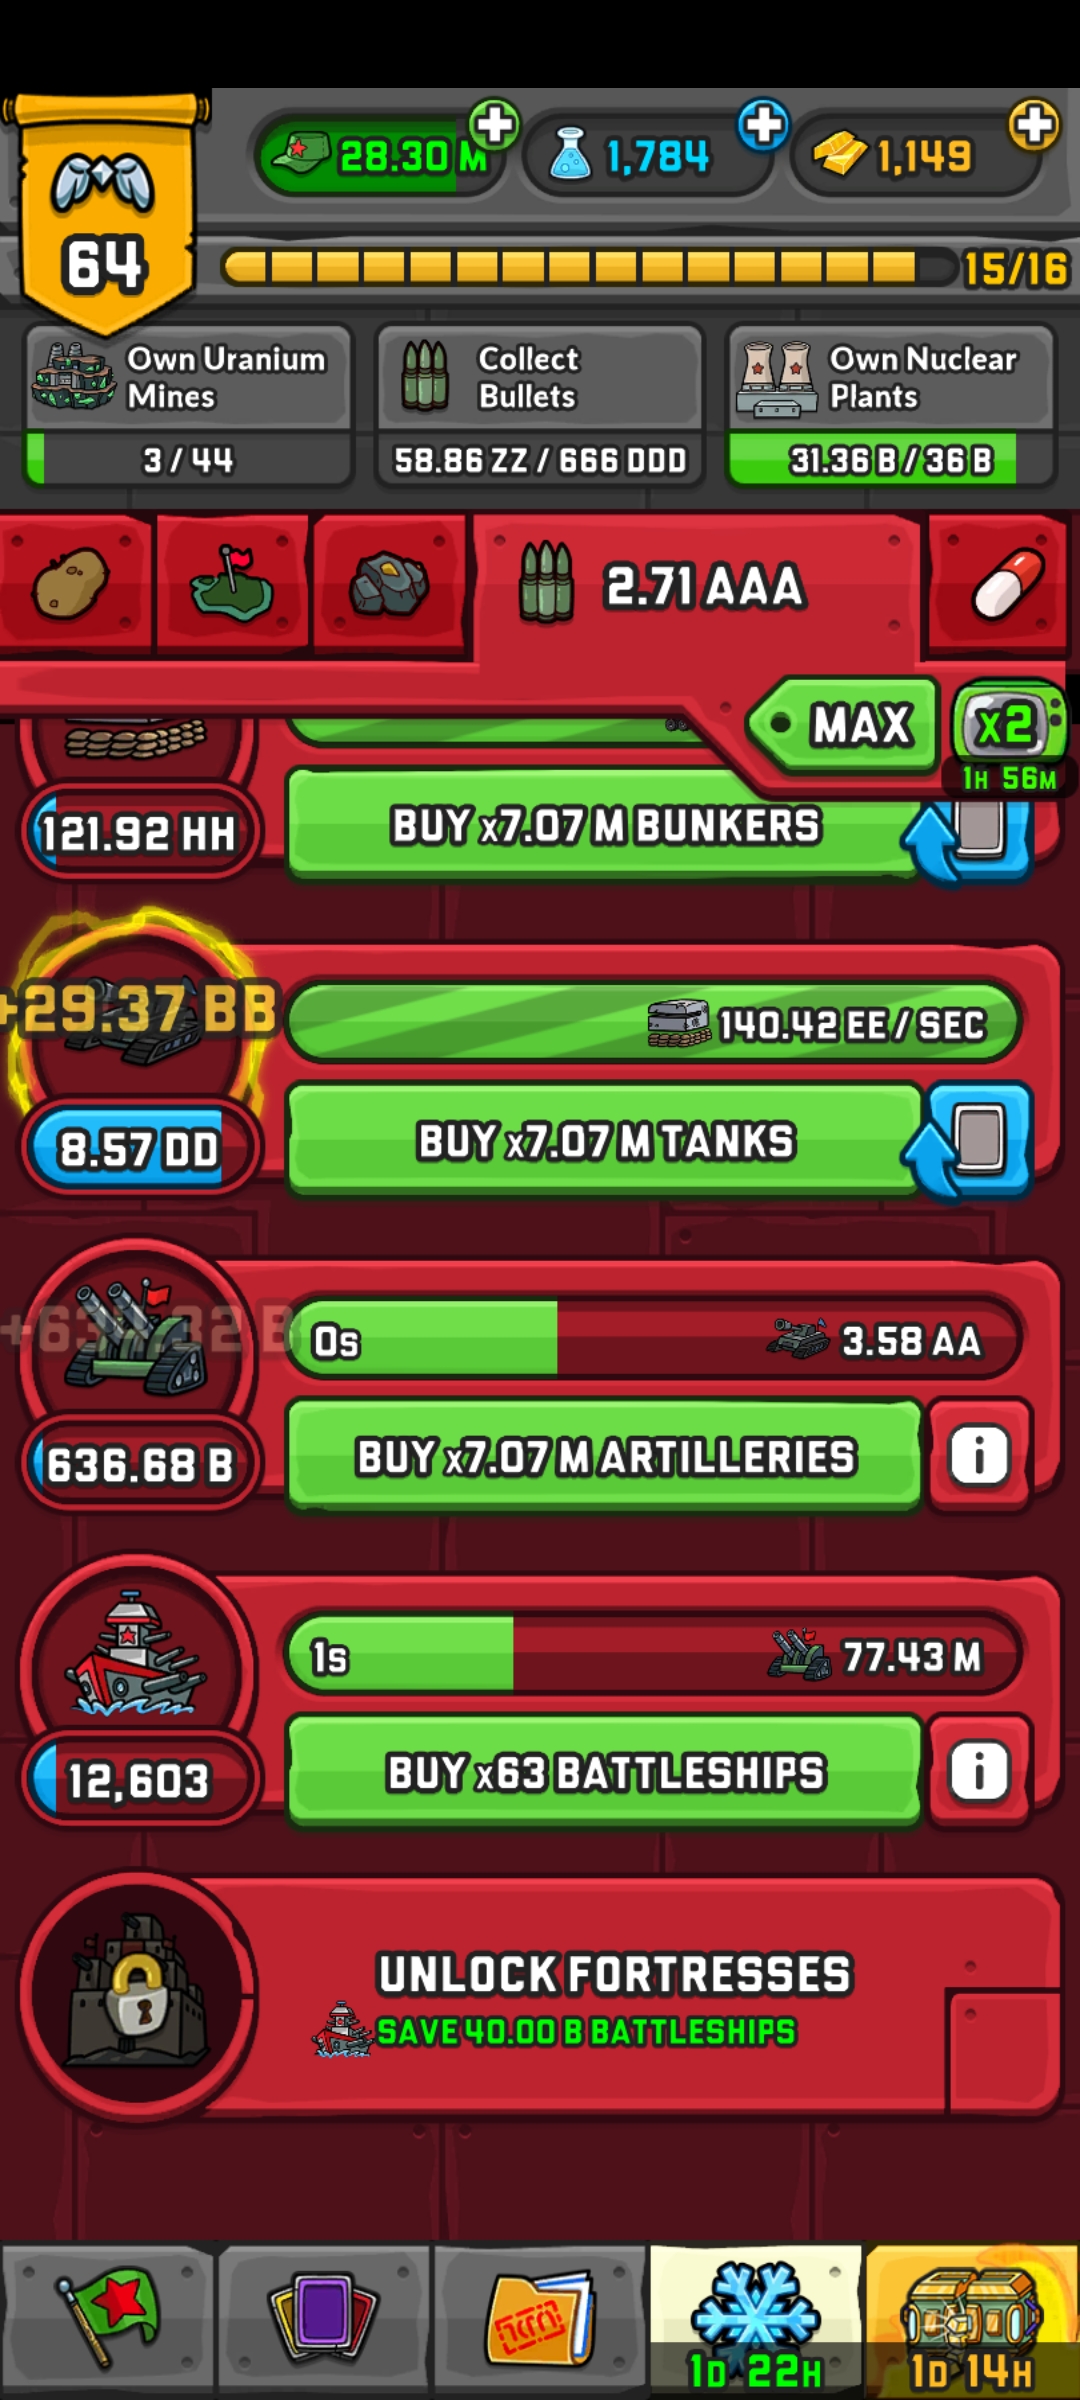 28.30 M
1,784
1,149
64
15/16
Own Uranium
Mines
3 / 44
Collect
Bullets
58.86 ZZ / 666 DDD
Own Nuclear
Plants
31.36 B / 36 B
2.71 AAA
MAX
x2
1H 56M
121.92 HH
BUY x7.07 M BUNKERS
+29.37 BB
140.42 EE / SEC
8.57 DD
BUY x7.07 M TANKS
0s
3.58 AA
636.68 B
BUY x7.07 M ARTILLERIES
i
1s
77.43 M
12,603
BUY x63 BATTLESHIPS
i
UNLOCK FORTRESSES
SAVE 40.00 B BATTLESHIPS
1D 22H
1D 14H